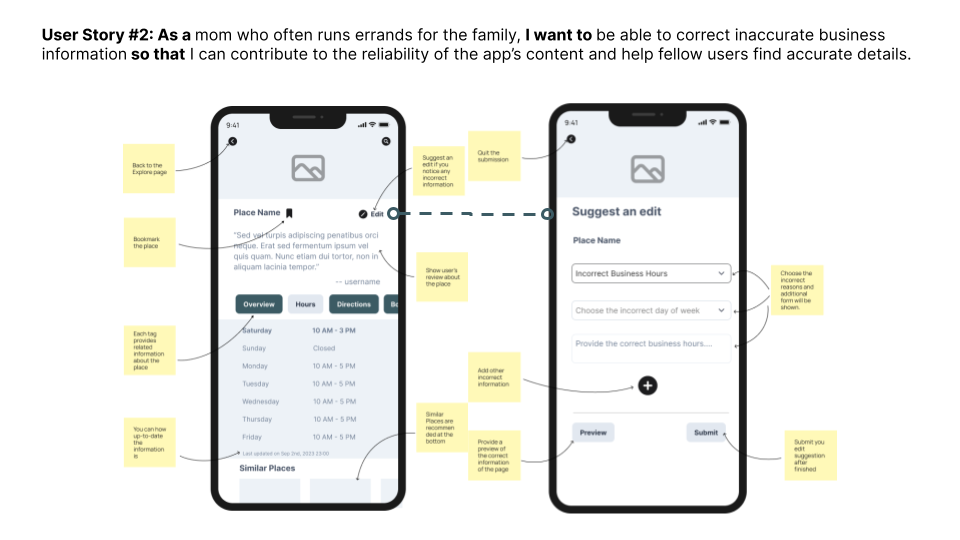 User Story #2: As a mom who often runs errands for the family, I want to be able to correct inaccurate business
information so that I can contribute to the reliability of the app's content and help fellow users find accurate details.
9:41
Back to the
Explore page
Bookmark
the place
Each tag
provides
related
information
about the
place
You can how
up-to-date
the
information
is
Place Name
Edit
"Sed vel turpis adipiscing penatibus orci
neque. Erat sed fermentum ipsum vel
quis quam. Nunc etiam dui tortor, non in
aliquam lacinia tempor."
-- username
Overview
Hours
Directions
Bo
Saturday 10 AM - 3 PM
Sunday Closed
Monday 10 AM - 5 PM
Tuesday 10 AM - 5 PM
Wednesday 10 AM - 5 PM
Thursday 10 AM - 5 PM
Friday 10 AM - 5 PM
Last updated on Sep 2nd, 2023 23:00
Similar Places
Suggest an
edit if you
notice any
incorrect
information
Show user's
review about
the place
Similar
Places are
recommen
ded at the
bottom
Quit the
submission
Add other
incorrect
information
Provide a
preview of
the correct
information
of the page
9:41
Suggest an edit
Place Name
Incorrect Business Hours
Choose the incorrect day of week
Provide the correct business hours....
Preview
Submit
Choose the
incorrect
reasons and
additional
form will be
shown.
Submit you
edit
suggestion
after
finished